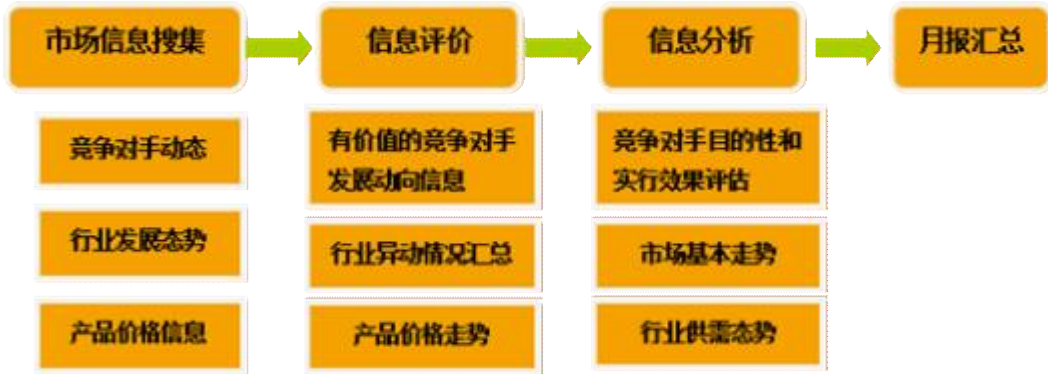 市场信息搜集
信息评价
信息分析
月报汇总
竞争对手动态
有价值的竞争对手
发展动向信息
竞争对手目的性和
实行效果评估
行业发展态势
行业异动情况汇总
市场基本走势
产品价格信息
产品价格走势
行业供需态势